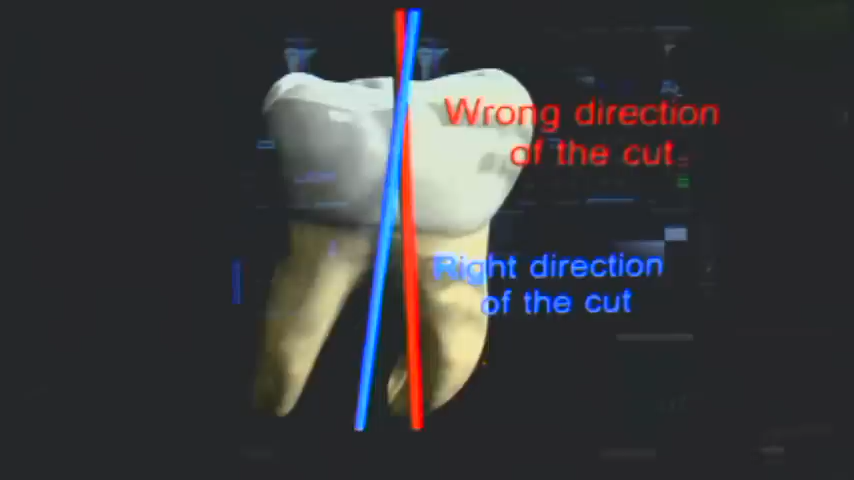 Wrong direction
of the cut
Right direction
of the cut